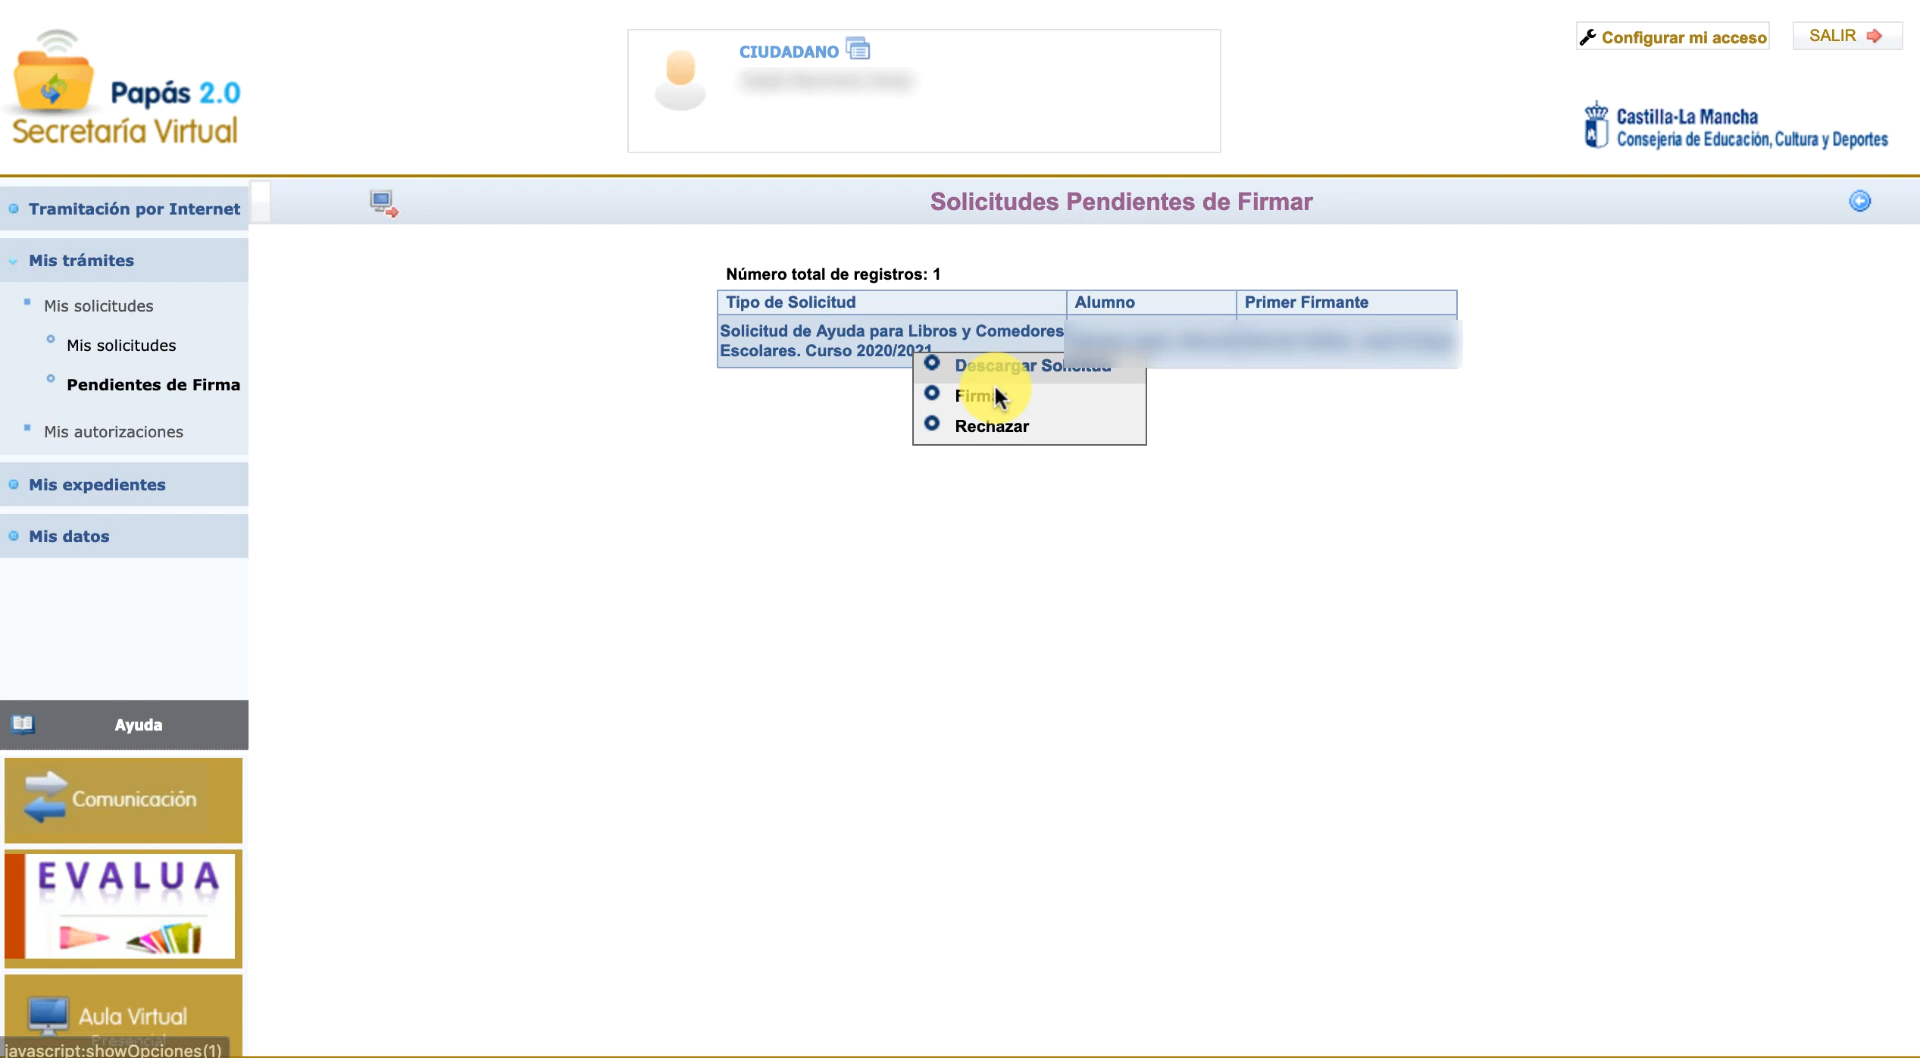 Papás 2.0
Secretaría Virtual
CIUDADANO
Configurar mi acceso
SALIR
Castilla-La Mancha
Consejería de Educación, Cultura y Deportes
Tramitación por Internet
Solicitudes Pendientes de Firmar
Mis trámites
Mis solicitudes
Mis solicitudes
Pendientes de Firma
Mis autorizaciones
Mis expedientes
Mis datos
Número total de registros: 1
Tipo de Solicitud
Alumno
Primer Firmante
Solicitud de Ayuda para Libros y Comedores
Escolares. Curso 2020/2021
Descargar Solicitud
Firmar
Rechazar
Ayuda
Comunicación
EVALUA
Aula Virtual
Presencial
javascript:showOpciones(1)